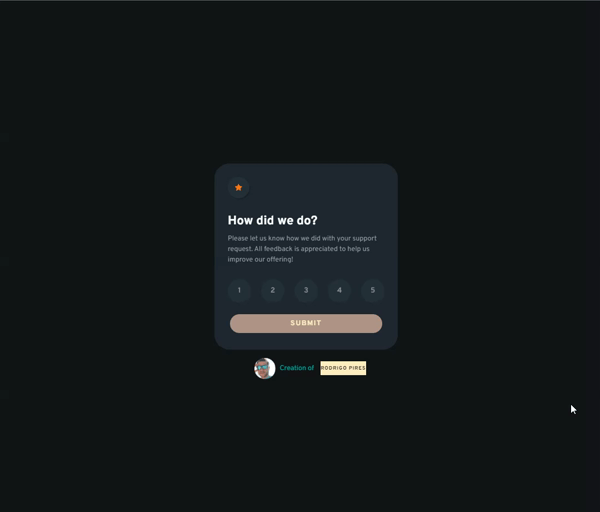 How did we do?
Please let us know how we did with your support
request. All feedback is appreciated to help us
improve our offering!
1 2 3 4 5
SUBMIT
Creation of RODRIGO PIRES